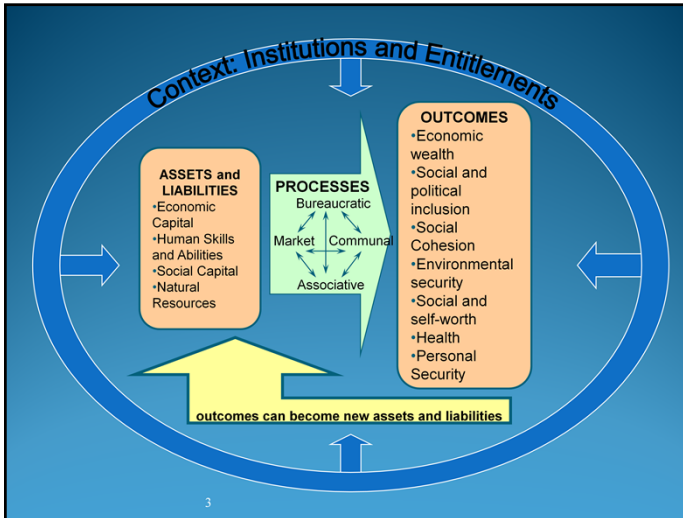 Context: Institutions and Entitlements
ASSETS and
LIABILITIES
•Economic
Capital
•Human Skills
and Abilities
•Social Capital
•Natural
Resources
PROCESSES
Bureaucratic
Market Communal
Associative
OUTCOMES
•Economic
wealth
•Social and
political
inclusion
•Social
Cohesion
•Environmental
security
•Social and
self-worth
•Health
•Personal
Security
outcomes can become new assets and liabilities
3